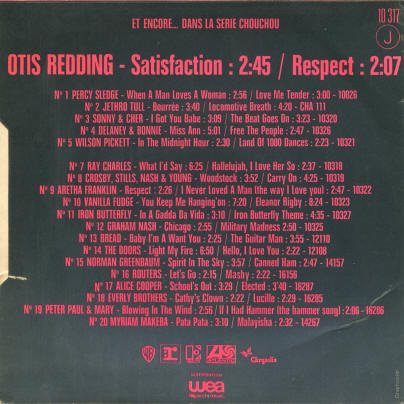 ET ENCORE... DANS LA SERIE CHOUCHOU
10 317
J
OTIS REDDING - Satisfaction : 2:45 / Respect : 2:07
N° 1 PERCY SLEDGE - When A Man Loves A Woman : 2:56 / Love Me Tender : 3:00 - 10026
N° 2 JETHRO TULL - Bourrée : 3:40 / Locomotive Breath : 4:20 - CHA 111
N° 3 SONNY & CHER - I Got You Babe : 3:09 / The Beat Goes On : 3:23 - 10320
N° 4 DELANEY & BONNIE - Miss Ann : 5:01 / Free The People : 2:47 - 10326
N° 5 WILSON PICKETT - In The Midnight Hour : 2:30 / Land Of 1000 Dances : 2:23 - 10321
N° 7 RAY CHARLES - What I'd Say : 6:25 / Hallelujah, I Love Her So : 2:37 - 10318
N° 8 CROSBY, STILLS, NASH & YOUNG - Woodstock : 3:52 / Carry On : 4:25 - 10319
N° 9 ARETHA FRANKLIN - Respect : 2:26 / I Never Loved A Man (the way I love you) : 2:47 - 10322
N° 10 VANILLA FUDGE - You Keep Me Hanging'on : 7:20 / Eleanor Rigby : 8:24 - 10323
N° 11 IRON BUTTERFLY - In A Gadda Da Vida : 3:10 / Iron Butterfly Theme : 4:35 - 10327
N° 12 GRAHAM NASH - Chicago : 2:55 / Military Madness : 2:50 - 10325
N° 13 BREAD - Baby I'm A Want You : 2:25 / The Guitar Man : 3:55 - 12110
N° 14 THE DOORS - Light My Fire : 6:50 / Hello, I Love You : 2:22 - 12108
N° 15 NORMAN GREENBAUM - Spirit In The Sky : 3:57 / Canned Ham : 2:47 - 14157
N° 16 ROUTERS - Let's Go : 2:15 / Mashy : 2:22 - 16156
N° 17 ALICE COOPER - School's Out : 3:29 / Elected : 3'40 - 16287
N° 18 EVERLY BROTHERS - Cathy's Clown : 2:22 / Lucille : 2:29 - 16285
N° 19 PETER PAUL & MARY - Blowing In The Wind : 2:56 / If I Had Hammer (the hammer song) : 2:06 - 16286
N° 20 MYRIAM MAKEBA - Pata Pata : 3:10 / Malayisha : 2:32 - 14267
reprise
ATLANTIC
Chrysalis
DISTRIBUTION
wea
filipacchi music